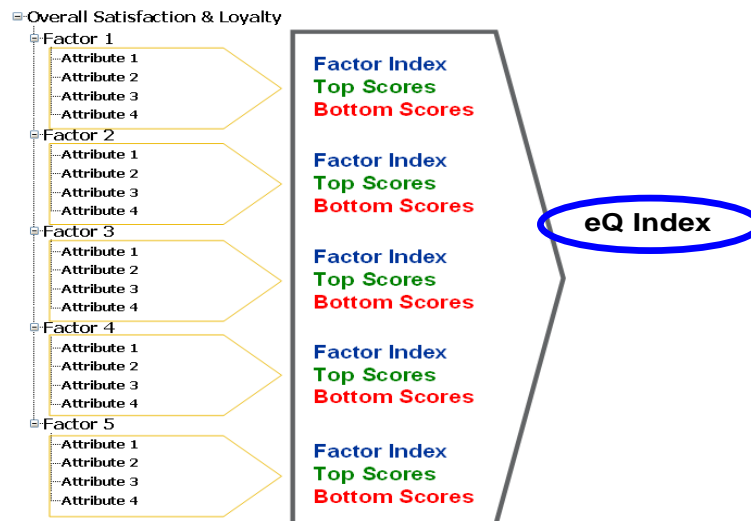 Overall Satisfaction & Loyalty
Factor 1
Attribute 1
Attribute 2
Attribute 3
Attribute 4
Factor Index
Top Scores
Bottom Scores
Factor 2
Attribute 1
Attribute 2
Attribute 3
Attribute 4
Factor Index
Top Scores
Bottom Scores
Factor 3
Attribute 1
Attribute 2
Attribute 3
Attribute 4
Factor Index
Top Scores
Bottom Scores
Factor 4
Attribute 1
Attribute 2
Attribute 3
Attribute 4
Factor Index
Top Scores
Bottom Scores
Factor 5
Attribute 1
Attribute 2
Attribute 3
Attribute 4
Factor Index
Top Scores
Bottom Scores
eQ Index